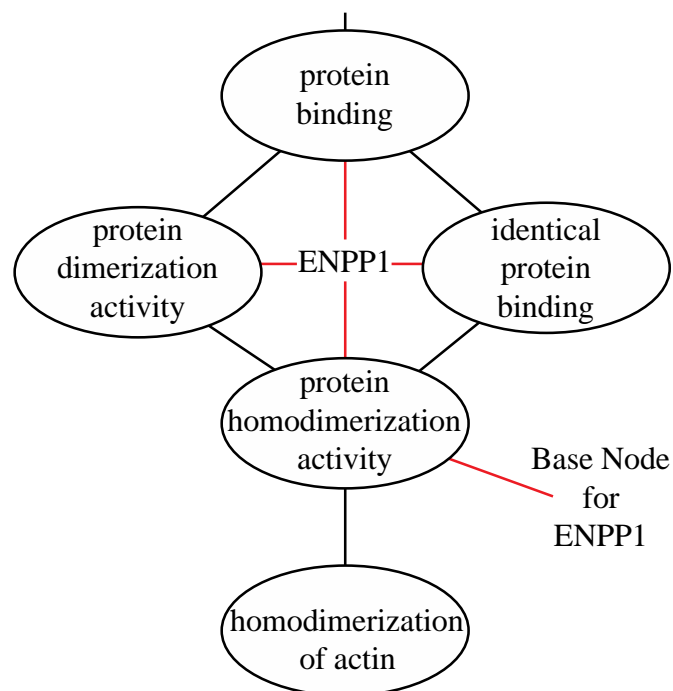 protein
binding
protein
dimerization
activity
ENPP1
identical
protein
binding
protein
homodimerization
activity
Base Node
for
ENPP1
homodimerization
of actin